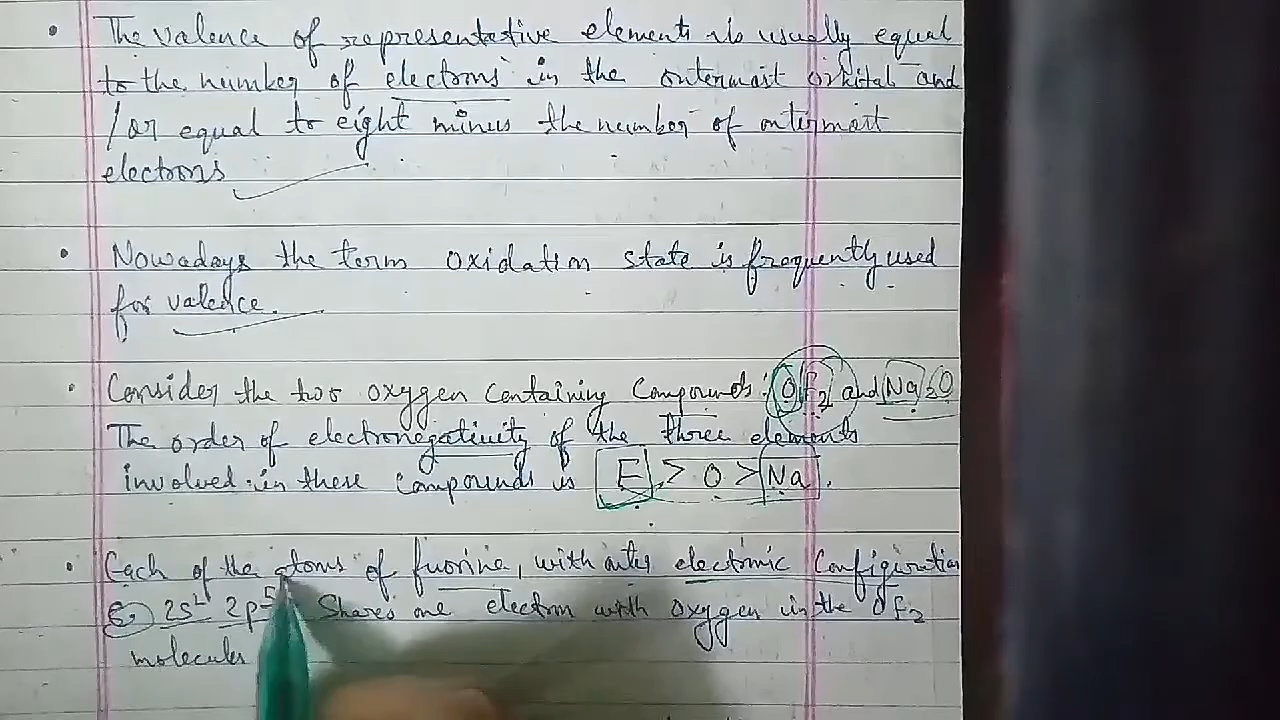 The valence of representative elements is usually equal
to the number of electrons in the outermost orbital and
/or equal to eight minus the number of outermost
electrons
Nowadays the term oxidation state is frequently used
for valence.
Consider the two oxygen containing compounds: OF2 and Na2O
The order of electronegativity of the three elements
involved in these compounds is F > O > Na.
Each of the atoms of fuorine, with outer electronic configuration
2s² 2p⁵ Shares one electron with oxygen in the OF2
molecules